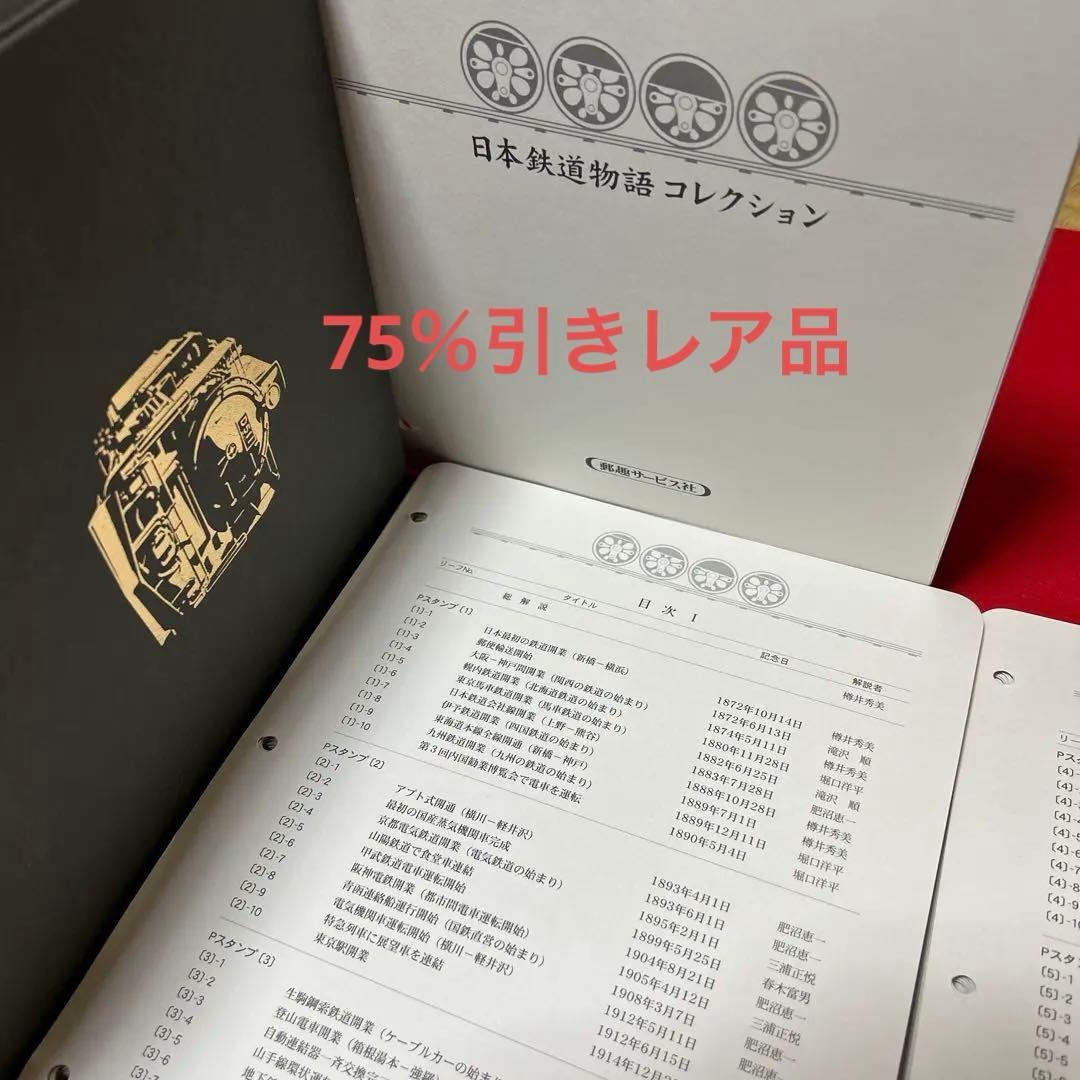 日本鉄道物語 コレクション
75%引きレア品
郵趣サービス社
D51
目 次 I
リーフNo. タイトル 記念日 解説者
総 解 説 樽井秀美
Pスタンプ〔1〕
〔1〕-1 日本最初の鉄道開業（新橋－横浜） 1872年10月14日 樽井秀美
〔1〕-2 郵便輸送開始 1872年6月13日 滝沢 順
〔1〕-3 大阪－神戸間開業（関西の鉄道の始まり） 1874年5月11日 樽井秀美
〔1〕-4 幌内鉄道開業（北海道鉄道の始まり） 1880年11月28日 堀口洋平
〔1〕-5 東京馬車鉄道開業（馬車鉄道の始まり） 1882年6月25日 滝沢 順
〔1〕-6 日本鉄道会社線開業（上野－熊谷） 1883年7月28日 肥沼恵一
〔1〕-7 伊予鉄道開業（四国鉄道の始まり） 1888年10月28日 樽井秀美
〔1〕-8 東海道本線全線開通（新橋－神戸） 1889年7月1日 樽井秀美
〔1〕-9 九州鉄道開業（九州の鉄道の始まり） 1889年12月11日 堀口洋平
〔1〕-10 第3回内国勧業博覧会で電車を運転 1890年5月4日 堀口洋平
Pスタンプ〔2〕
〔2〕-1 アプト式開通（横川－軽井沢） 1893年4月1日 肥沼恵一
〔2〕-2 最初の国産蒸気機関車完成 1893年6月1日 肥沼恵一
〔2〕-3 京都電気鉄道開業（電気鉄道の始まり） 1895年2月1日 三浦正悦
〔2〕-4 山陽鉄道で食堂車連結 1899年5月25日 春木富男
〔2〕-5 甲武鉄道電車運転開始 1904年8月21日 肥沼恵一
〔2〕-6 阪神電鉄開業（都市間電車運転開始） 1905年4月12日 三浦正悦
〔2〕-7 青函連絡船運行開始（国鉄直営の始まり） 1908年3月7日 肥沼恵一
〔2〕-8 電気機関車運転開始（横川－軽井沢） 1912年5月11日 肥沼恵一
〔2〕-9 特急列車に展望車を連結 1912年6月15日
〔2〕-10 東京駅開業 1914年12月
Pスタンプ〔3〕
〔3〕-1 生駒鋼索鉄道開業（ケーブルカーの始ま
〔3〕-2 登山電車開業（箱根湯本－強羅）
〔3〕-3 自動連結器一斉交換完
〔3〕-4 山手線環状運
〔3〕-5 地下
〔3〕-6
リー
Pスタ
〔4〕-
〔4〕-
〔4〕-
〔4〕-4
〔4〕-5
〔4〕-6
〔4〕-7
〔4〕-8
〔4〕-9
〔4〕-1
Pスタン
〔5〕-1
〔5〕-2
〔5〕-3
〔5〕-4
〔5〕-5